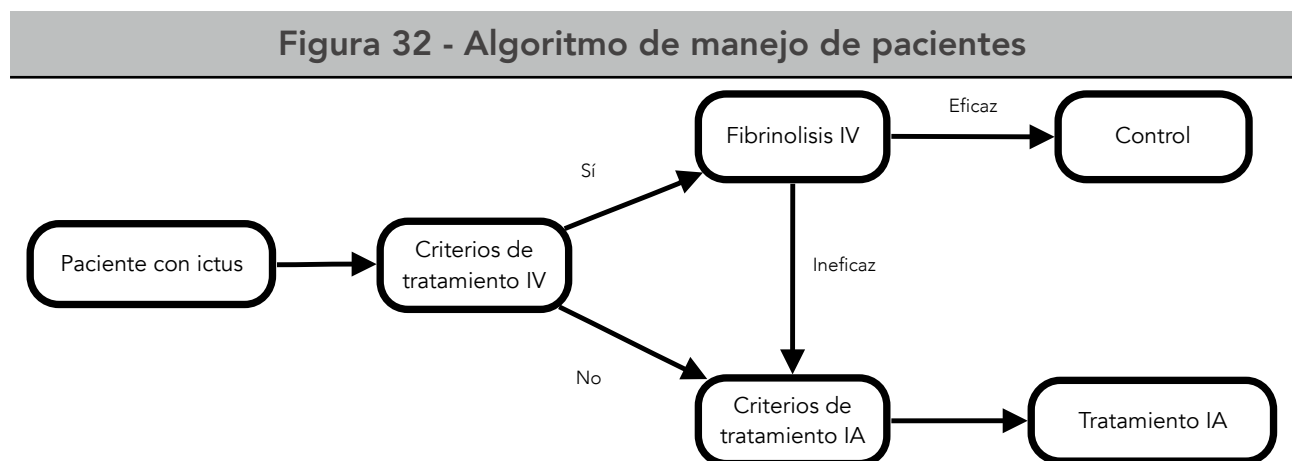 Figura 32 - Algoritmo de manejo de pacientes
Fibrinolisis IV
Eficaz
Control
Sí
Paciente con ictus
Criterios de
tratamiento IV
Ineficaz
No
Criterios de
tratamiento IA
Tratamiento IA